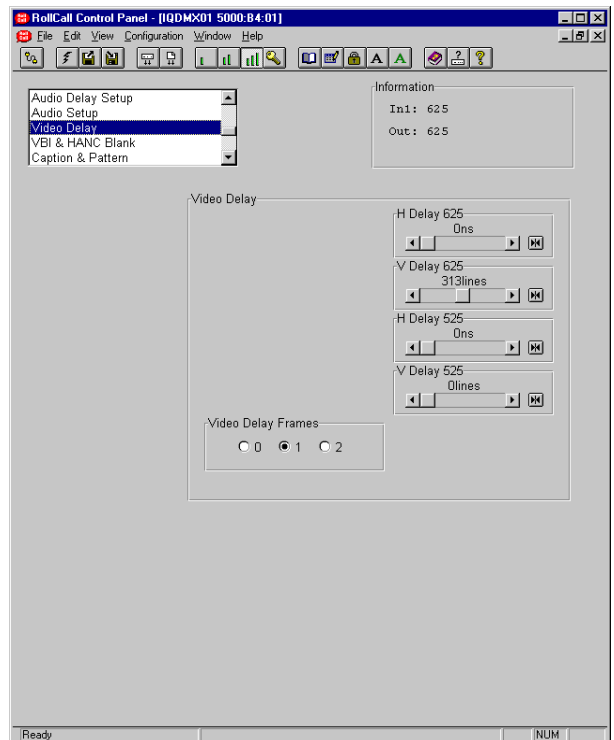 RollCall Control Panel - [IQDMX01 5000:B4:01]
File Edit View Configuration Window Help
A A ? ?
Audio Delay Setup
Audio Setup
Video Delay
VBI & HANC Blank
Caption & Pattern
Information
In1: 625
Out: 625
Video Delay
H Delay 625
0ns
V Delay 625
313lines
H Delay 525
0ns
V Delay 525
0lines
Video Delay Frames
0 1 2
Ready NUM